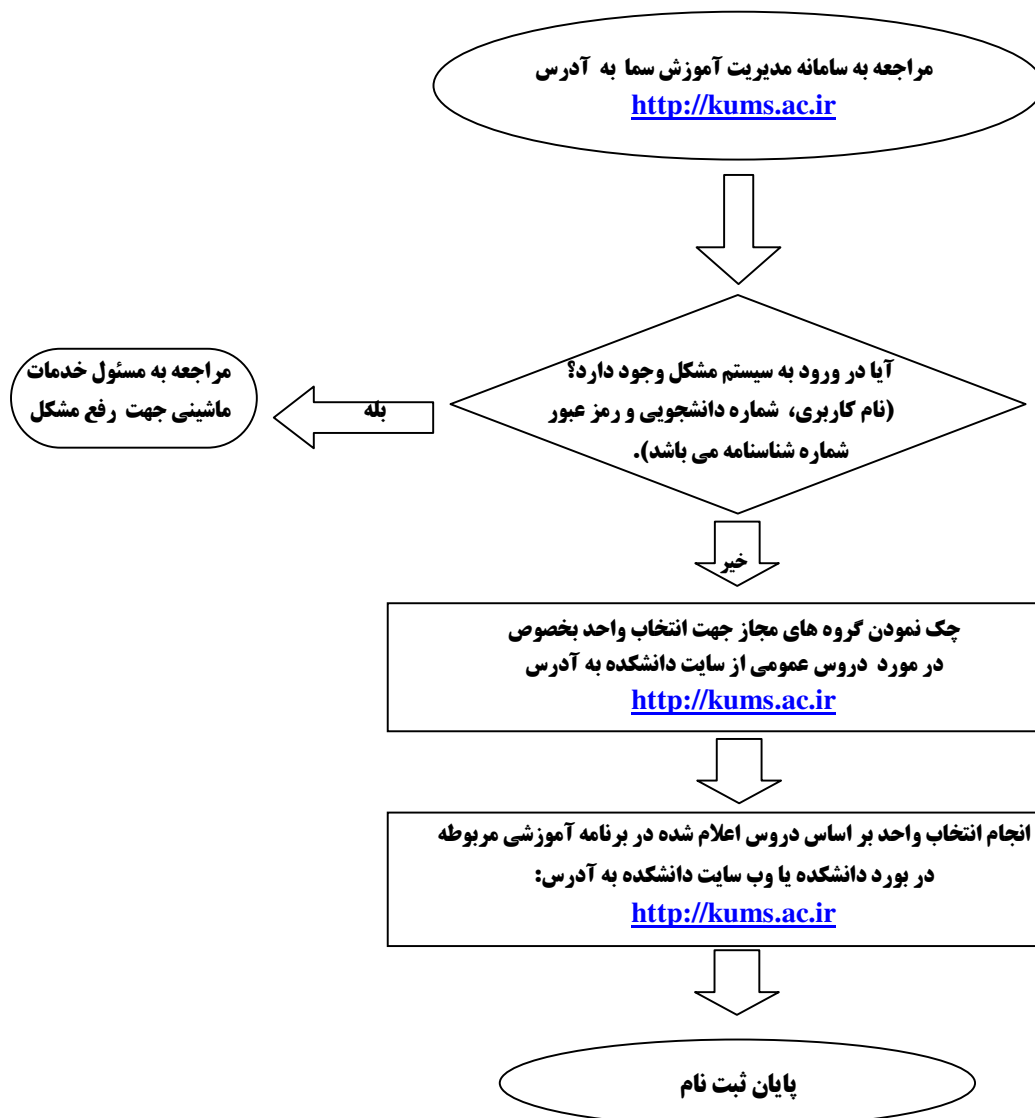 مراجعه به سامانه مدیریت آموزش سما به آدرس
http://kums.ac.ir
آیا در ورود به سیستم مشکل وجود دارد؟
(نام کاربری، شماره دانشجویی و رمز عبور
شماره شناسنامه می باشد).
بله
مراجعه به مسئول خدمات
ماشینی جهت رفع مشکل
خیر
چک نمودن گروه های مجاز جهت انتخاب واحد بخصوص
در مورد دروس عمومی از سایت دانشکده به آدرس
http://kums.ac.ir
انجام انتخاب واحد بر اساس دروس اعلام شده در برنامه آموزشی مربوطه
در بورد دانشکده یا وب سایت دانشکده به آدرس:
http://kums.ac.ir
پایان ثبت نام